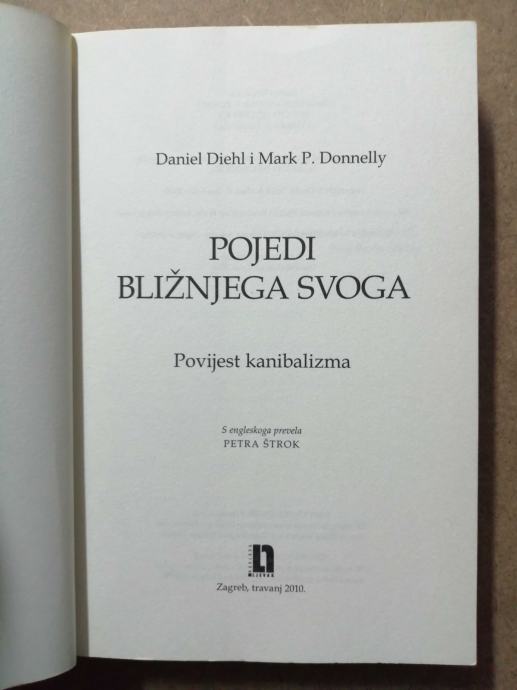 Daniel Diehl i Mark P. Donnelly
POJEDI
BLIŽNJEGA SVOGA
Povijest kanibalizma
S engleskoga prevela
PETRA ŠTROK
Zagreb, travanj 2010.